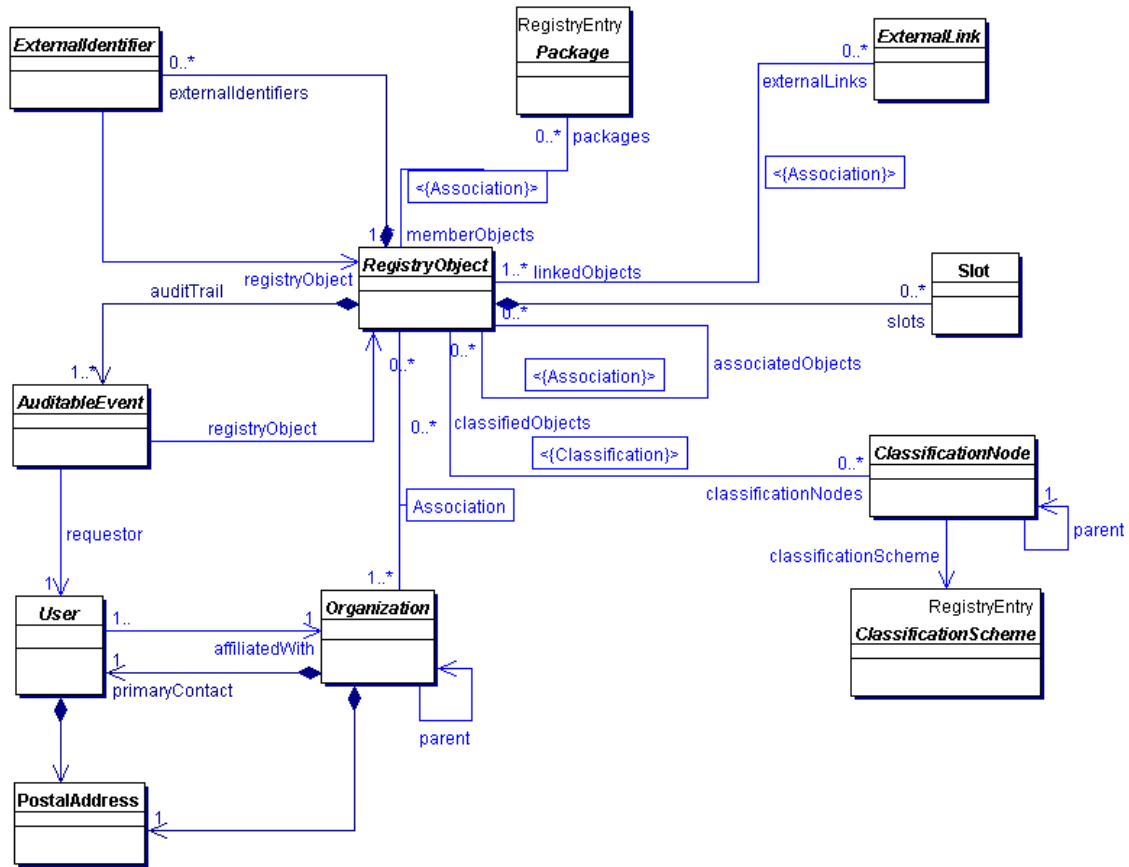 ExternalIdentifier
0..*
externalIdentifiers
RegistryEntry
Package
0..*
packages
ExternalLink
0..*
externalLinks
<{Association}>
<{Association}>
1..*
memberObjects
registryObject
RegistryObject
1..*
linkedObjects
Slot
0..*
slots
auditTrail
1..*
0..*
0..*
0..*
associatedObjects
<{Association}>
AuditableEvent
registryObject
0..*
classifiedObjects
<{Classification}>
0..*
classificationNodes
ClassificationNode
1
parent
Association
requestor
classificationScheme
1
1..*
User
1..
1
affiliatedWith
Organization
1
primaryContact
parent
RegistryEntry
ClassificationScheme
PostalAddress
1